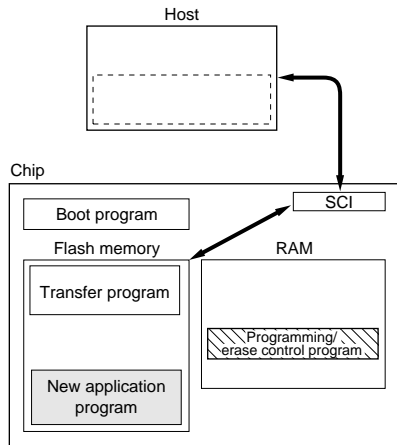 Host
Chip
SCI
Boot program
Flash memory
RAM
Transfer program
Programming/
erase control program
New application
program